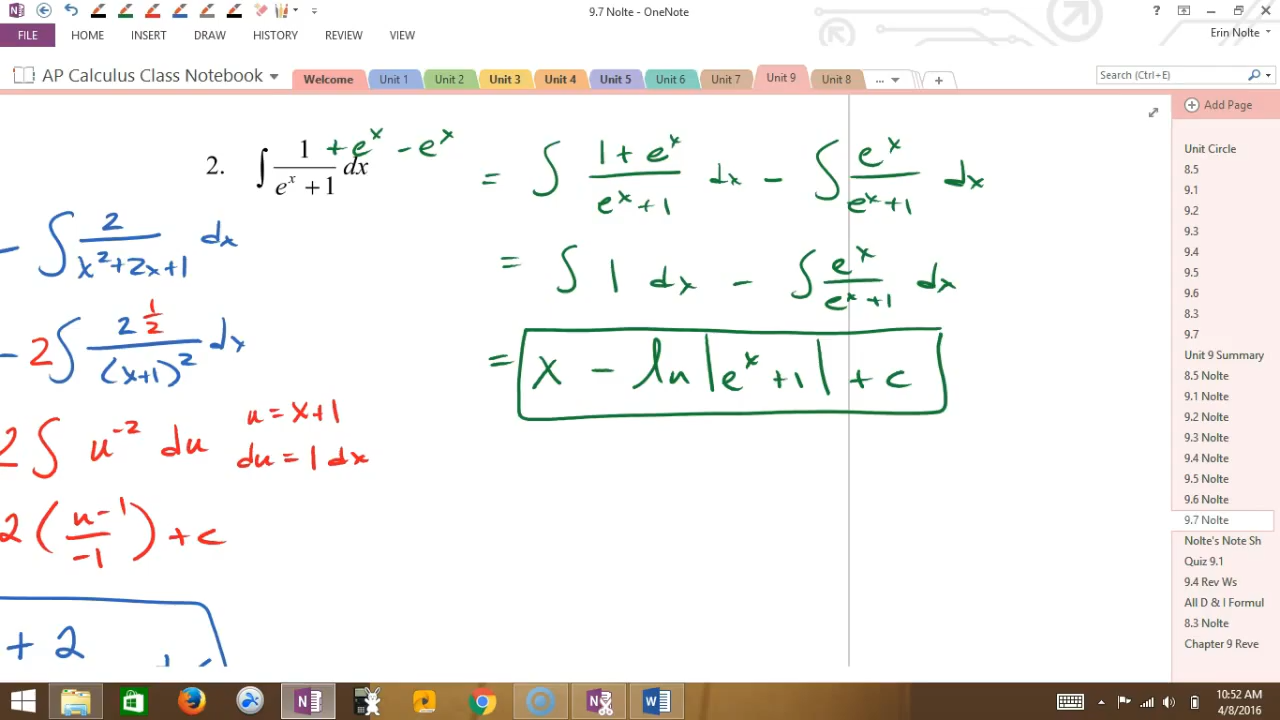 9.7 Nolte - OneNote
FILE HOME INSERT DRAW HISTORY REVIEW VIEW
Erin Nolte
AP Calculus Class Notebook
Welcome Unit 1 Unit 2 Unit 3 Unit 4 Unit 5 Unit 6 Unit 7 Unit 9 Unit 8 ... +
Search (Ctrl+E)
Add Page
2. ∫ (1 + e^x - e^x)/(e^x + 1) dx = ∫ (1 + e^x)/(e^x + 1) dx - ∫ e^x/(e^x + 1) dx
= ∫ 1 dx - ∫ e^x/(e^x + 1) dx
= x - ln|e^x + 1| + c
- ∫ 2/(x^2 + 2x + 1) dx
- 2 ∫ 2 1/2/(x+1)^2 dx
2 ∫ u^-2 du u = x + 1
du = 1 dx
2 (u^-1/-1) + c
+ 2
Unit Circle
8.5
9.1
9.2
9.3
9.4
9.5
9.6
8.3
9.7
Unit 9 Summary
8.5 Nolte
9.1 Nolte
9.2 Nolte
9.3 Nolte
9.4 Nolte
9.5 Nolte
9.6 Nolte
9.7 Nolte
Nolte's Note Sh
Quiz 9.1
9.4 Rev Ws
All D & I Formul
8.3 Nolte
Chapter 9 Reve
10:52 AM
4/8/2016